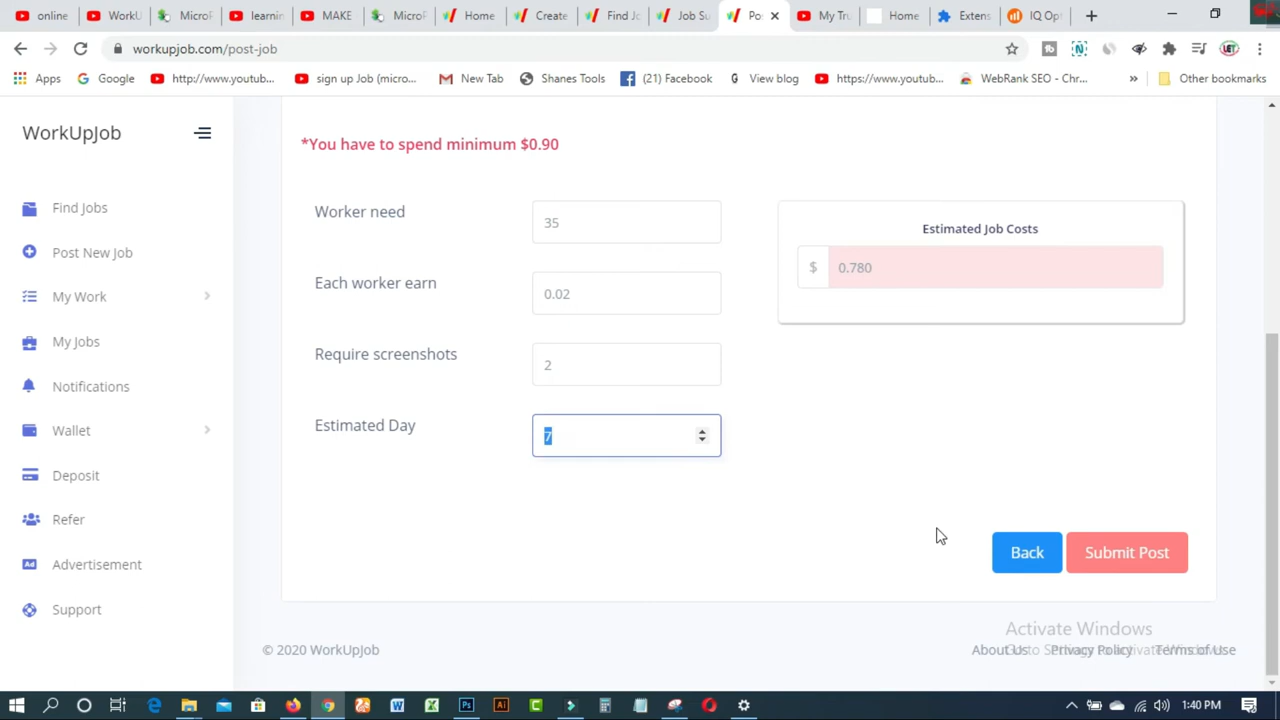 online
WorkU
MicroF
learnin
MAKE
MicroF
Home
Create
Find Jo
Job Su
Po
My Tru
Home
Extens
IQ Op
workupjob.com/post-job
Apps
Google
http://www.youtub...
sign up Job (micro...
New Tab
Shanes Tools
(21) Facebook
View blog
https://www.youtub...
WebRank SEO - Chr...
»
Other bookmarks
WorkUpJob
Find Jobs
Post New Job
My Work
My Jobs
Notifications
Wallet
Deposit
Refer
Advertisement
Support
*You have to spend minimum $0.90
Worker need
35
Each worker earn
0.02
Require screenshots
2
Estimated Day
7
Estimated Job Costs
$ 0.780
Back
Submit Post
Activate Windows
© 2020 WorkUpJob
About Us
Privacy Policy
Terms of Use
1:40 PM